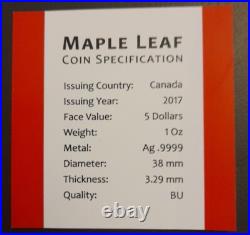 MAPLE LEAF
COIN SPECIFICATION
Issuing Country: Canada
Issuing Year: 2017
Face Value: 5 Dollars
Weight: 1 Oz
Metal: Ag .9999
Diameter: 38 mm
Thickness: 3.29 mm
Quality: BU